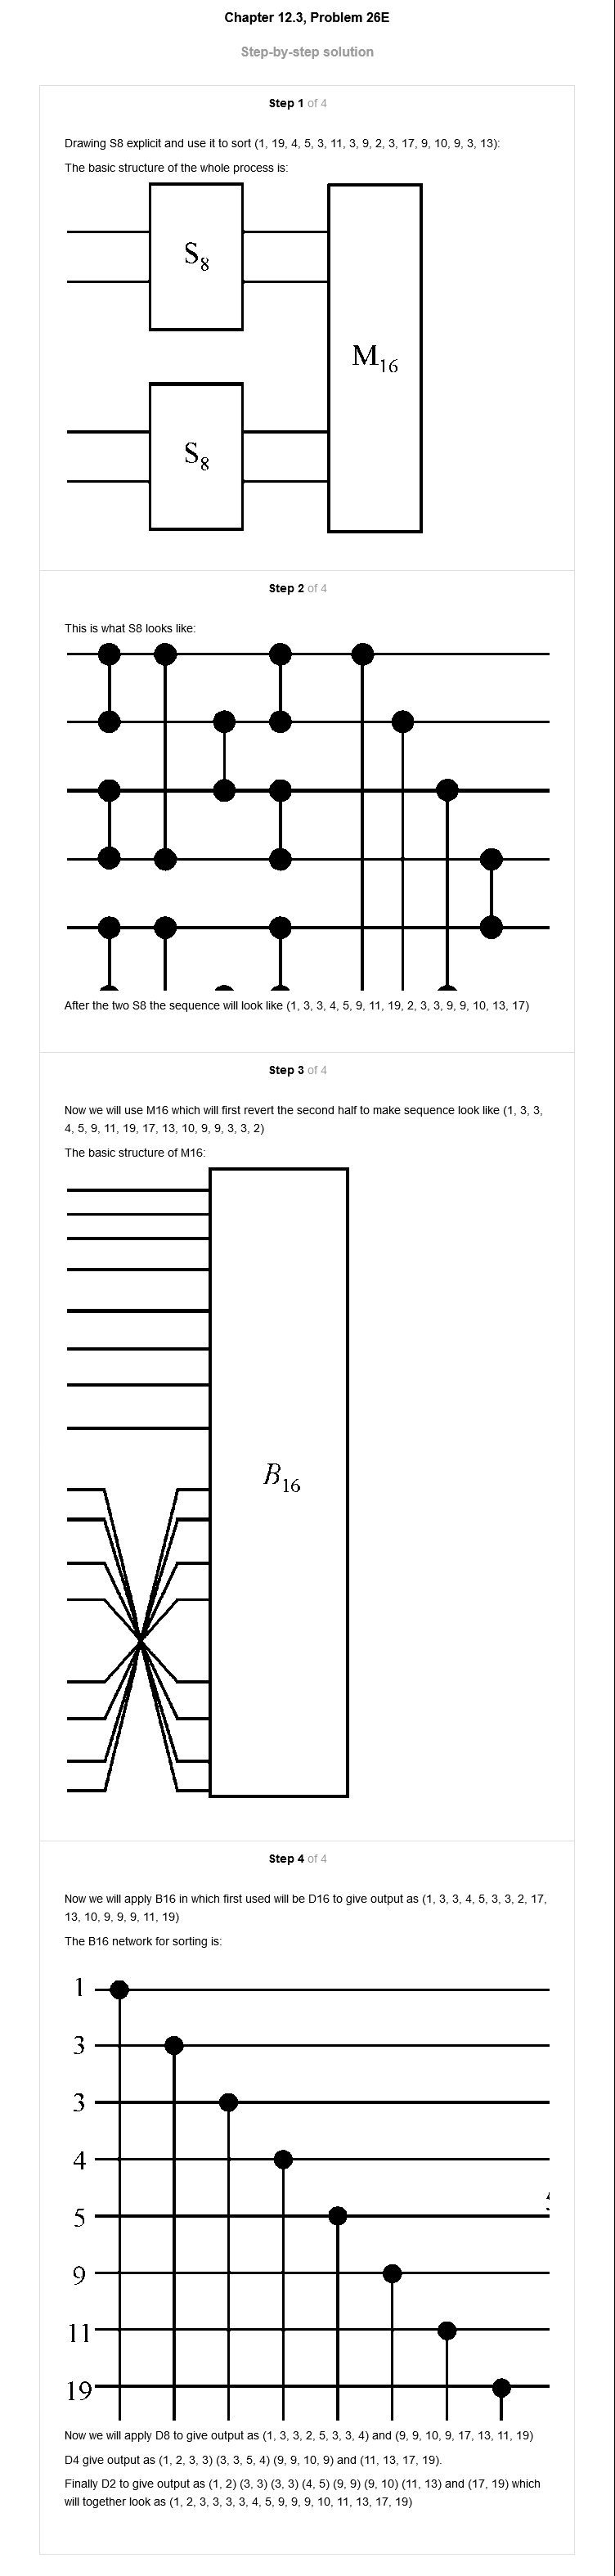 Chapter 12.3, Problem 26E
Step-by-step solution
Step 1 of 4
Drawing S8 explicit and use it to sort (1, 19, 4, 5, 3, 11, 3, 9, 2, 3, 17, 9, 10, 9, 3, 13):
The basic structure of the whole process is:
S8
M16
S8
Step 2 of 4
This is what S8 looks like:
After the two S8 the sequence will look like (1, 3, 3, 4, 5, 9, 11, 19, 2, 3, 3, 9, 9, 10, 13, 17)
Step 3 of 4
Now we will use M16 which will first revert the second half to make sequence look like (1, 3, 3,
4, 5, 9, 11, 19, 17, 13, 10, 9, 9, 3, 3, 2)
The basic structure of M16:
B16
Step 4 of 4
Now we will apply B16 in which first used will be D16 to give output as (1, 3, 3, 4, 5, 3, 3, 2, 17,
13, 10, 9, 9, 9, 11, 19)
The B16 network for sorting is:
1
3
3
4
5
9
11
19
Now we will apply D8 to give output as (1, 3, 3, 2, 5, 3, 3, 4) and (9, 9, 10, 9, 17, 13, 11, 19)
D4 give output as (1, 2, 3, 3) (3, 3, 5, 4) (9, 9, 10, 9) and (11, 13, 17, 19).
Finally D2 to give output as (1, 2) (3, 3) (3, 3) (4, 5) (9, 9) (9, 10) (11, 13) and (17, 19) which
will together look as (1, 2, 3, 3, 3, 3, 4, 5, 9, 9, 9, 10, 11, 13, 17, 19)